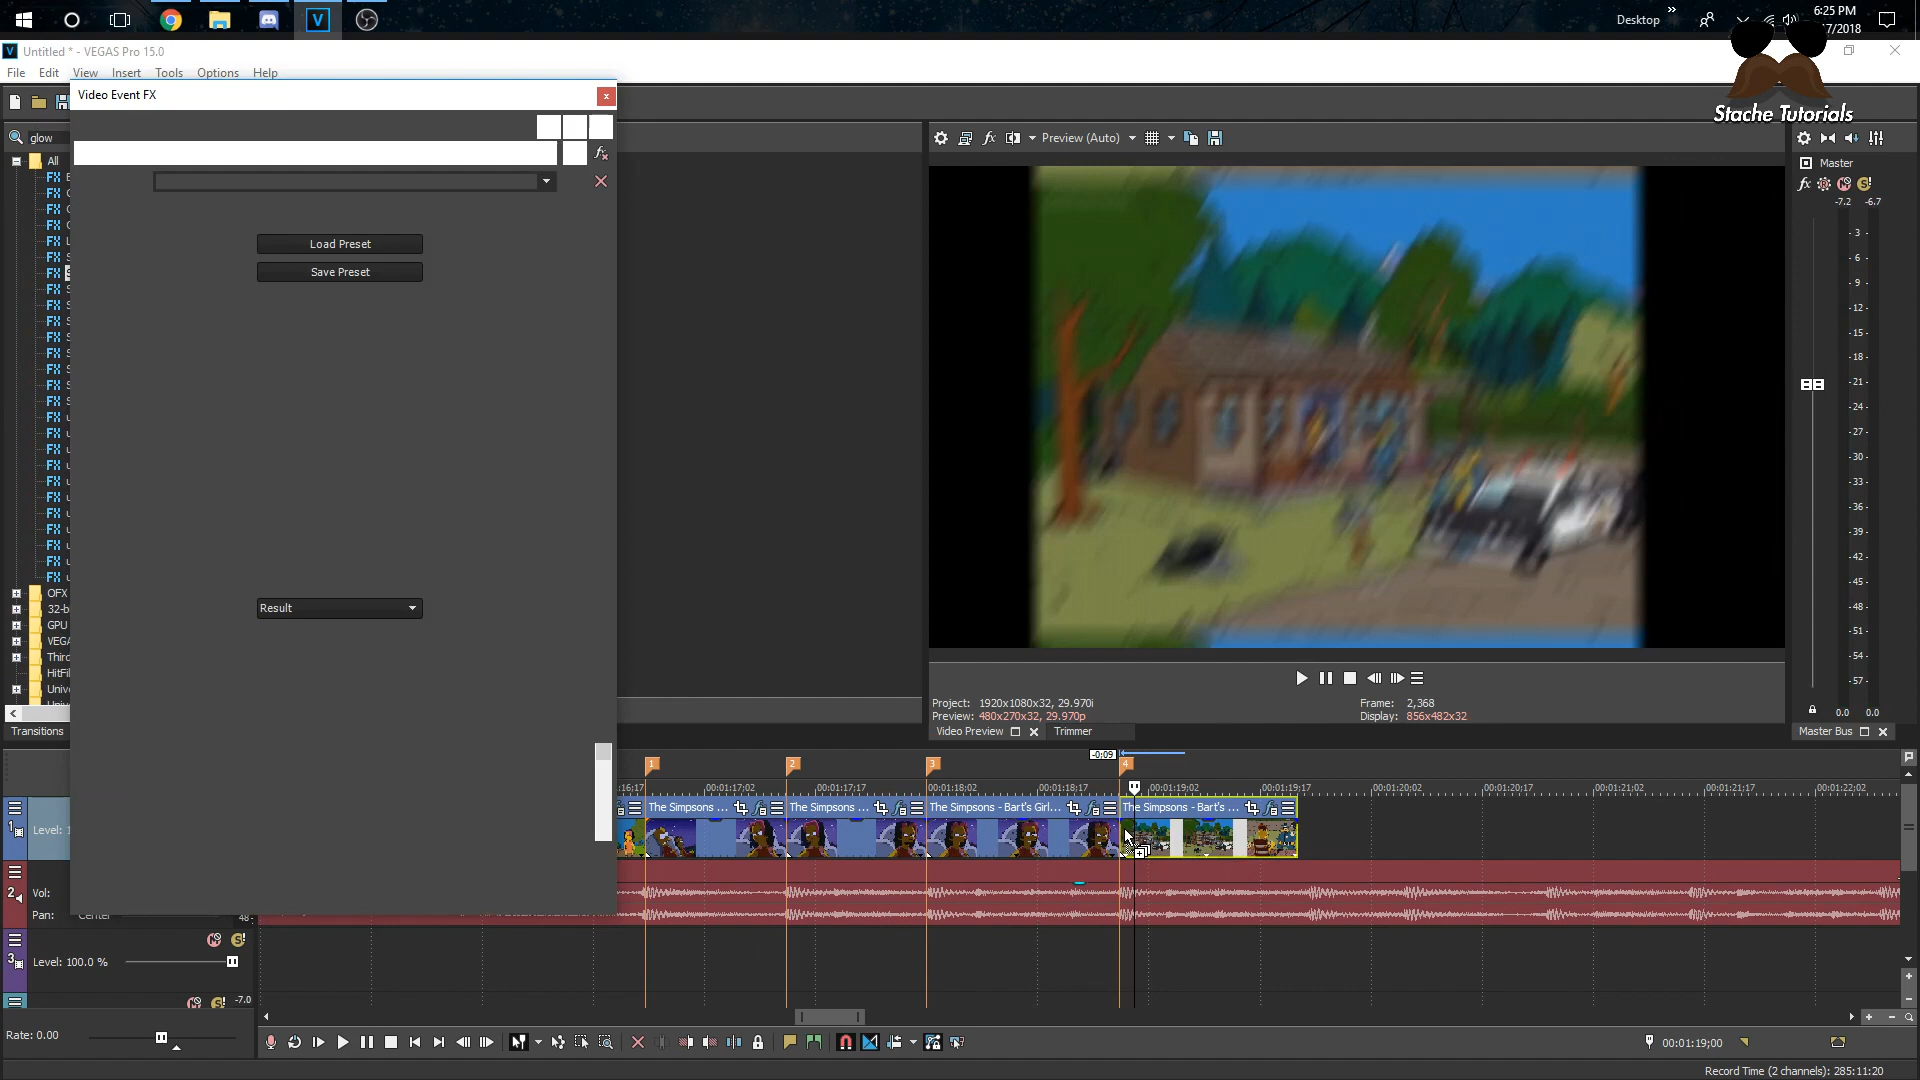 Desktop
6:25 PM
7/2018
Untitled * - VEGAS Pro 15.0
File Edit View Insert Tools Options Help
Video Event FX
Stache Tutorials
glow
Preview (Auto)
All
Master
-7.2 -6.7
Load Preset
Save Preset
- 3 -
- 6 -
- 9 -
- 12 -
- 15 -
- 18 -
- 21 -
- 24 -
- 27 -
- 30 -
- 33 -
- 36 -
- 39 -
- 42 -
- 45 -
- 48 -
- 51 -
- 54 -
- 57 -
OFX
32-b
GPU
VEGA
Third
HitFil
Unive
Result
Project: 1920x1080x32, 29.970i
Frame: 2,368
Preview: 480x270x32, 29.970p
Display: 856x482x32
0.0 0.0
Transitions
Video Preview
Trimmer
Master Bus
-0:09
1 2 3 4
:16;17 00:01:17;02 00:01:17;17 00:01:18;02 00:01:18;17 00:01:19;02 00:01:19;17 00:01:20;02 00:01:20;17 00:01:21;02 00:01:21;17 00:01:22;02
The Simpsons ... The Simpsons ... The Simpsons - Bart's Girl... The Simpsons - Bart's ...
1 Level: 1
2 Vol:
Pan: Center
48
3 Level: 100.0 %
-7.0
Rate: 0.00
00:01:19;00
Record Time (2 channels): 285:11:20